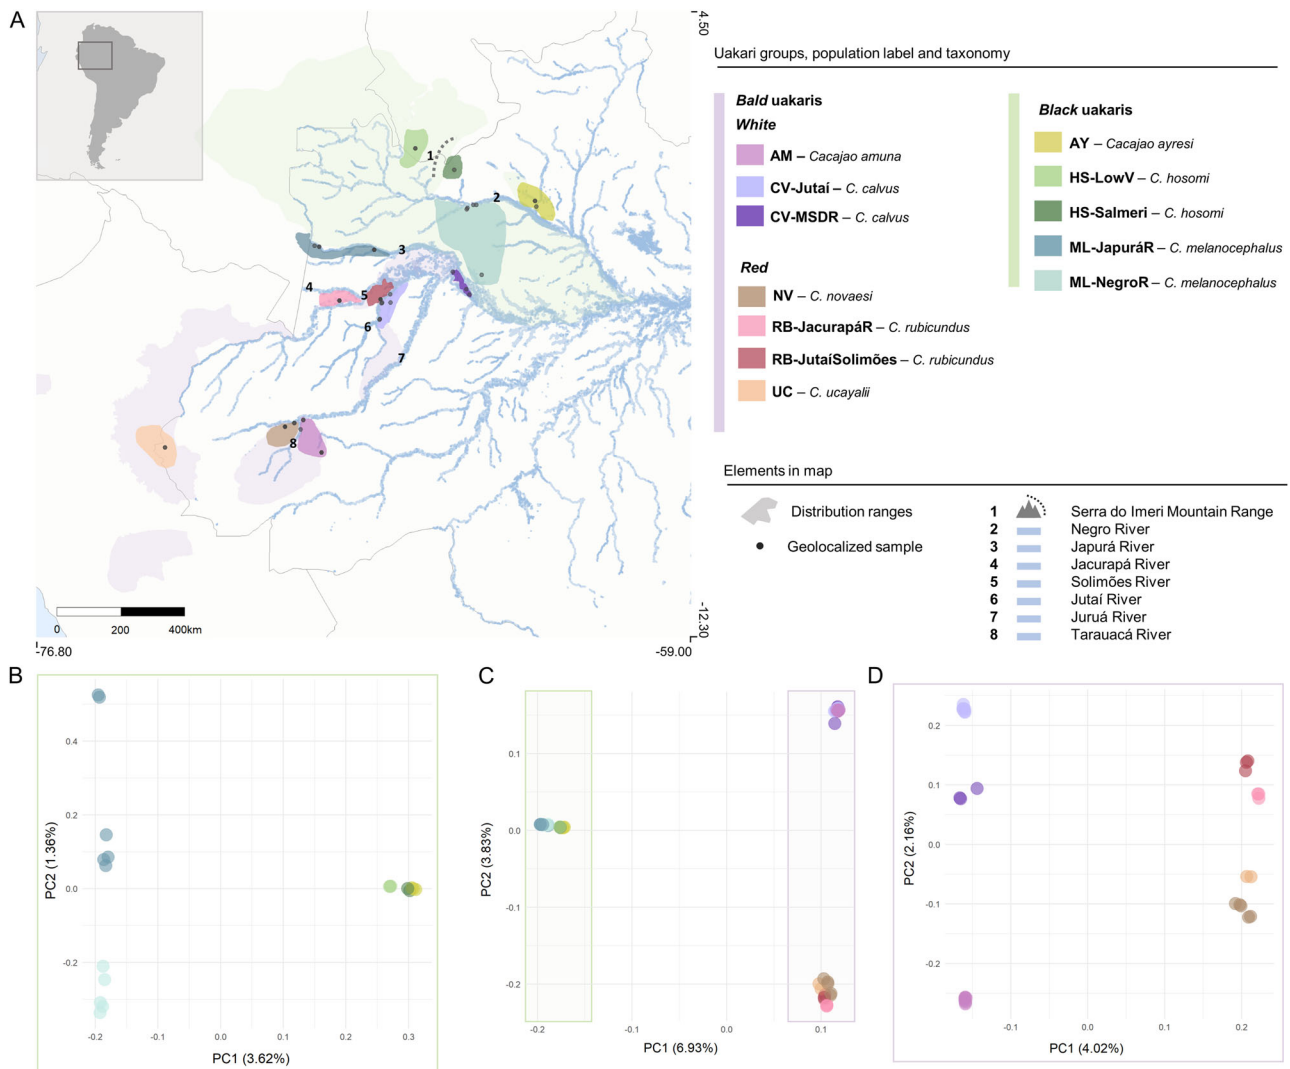 A
4.50
-12.30
-76.80
-59.00
0 200 400km
1
2
3
4
5
6
7
8
Uakari groups, population label and taxonomy
Bald uakaris
White
AM – Cacajao amuna
CV-Jutaí – C. calvus
CV-MSDR – C. calvus
Red
NV – C. novaesi
RB-JacurapáR – C. rubicundus
RB-JutaíSolimões – C. rubicundus
UC – C. ucayalii
Black uakaris
AY – Cacajao ayresi
HS-LowV – C. hosomi
HS-Salmeri – C. hosomi
ML-JapuráR – C. melanocephalus
ML-NegroR – C. melanocephalus
Elements in map
Distribution ranges
Geolocalized sample
1 Serra do Imeri Mountain Range
2 Negro River
3 Japurá River
4 Jacurapá River
5 Solimões River
6 Jutaí River
7 Juruá River
8 Tarauacá River
B
PC2 (1.36%)
0.4
0.2
0.0
-0.2
-0.2 -0.1 0.0 0.1 0.2 0.3
PC1 (3.62%)
C
PC2 (3.83%)
0.1
0.0
-0.1
-0.2
-0.2 -0.1 0.0 0.1
PC1 (6.93%)
D
PC2 (2.16%)
0.2
0.1
0.0
-0.1
-0.2
-0.1 0.0 0.1 0.2
PC1 (4.02%)